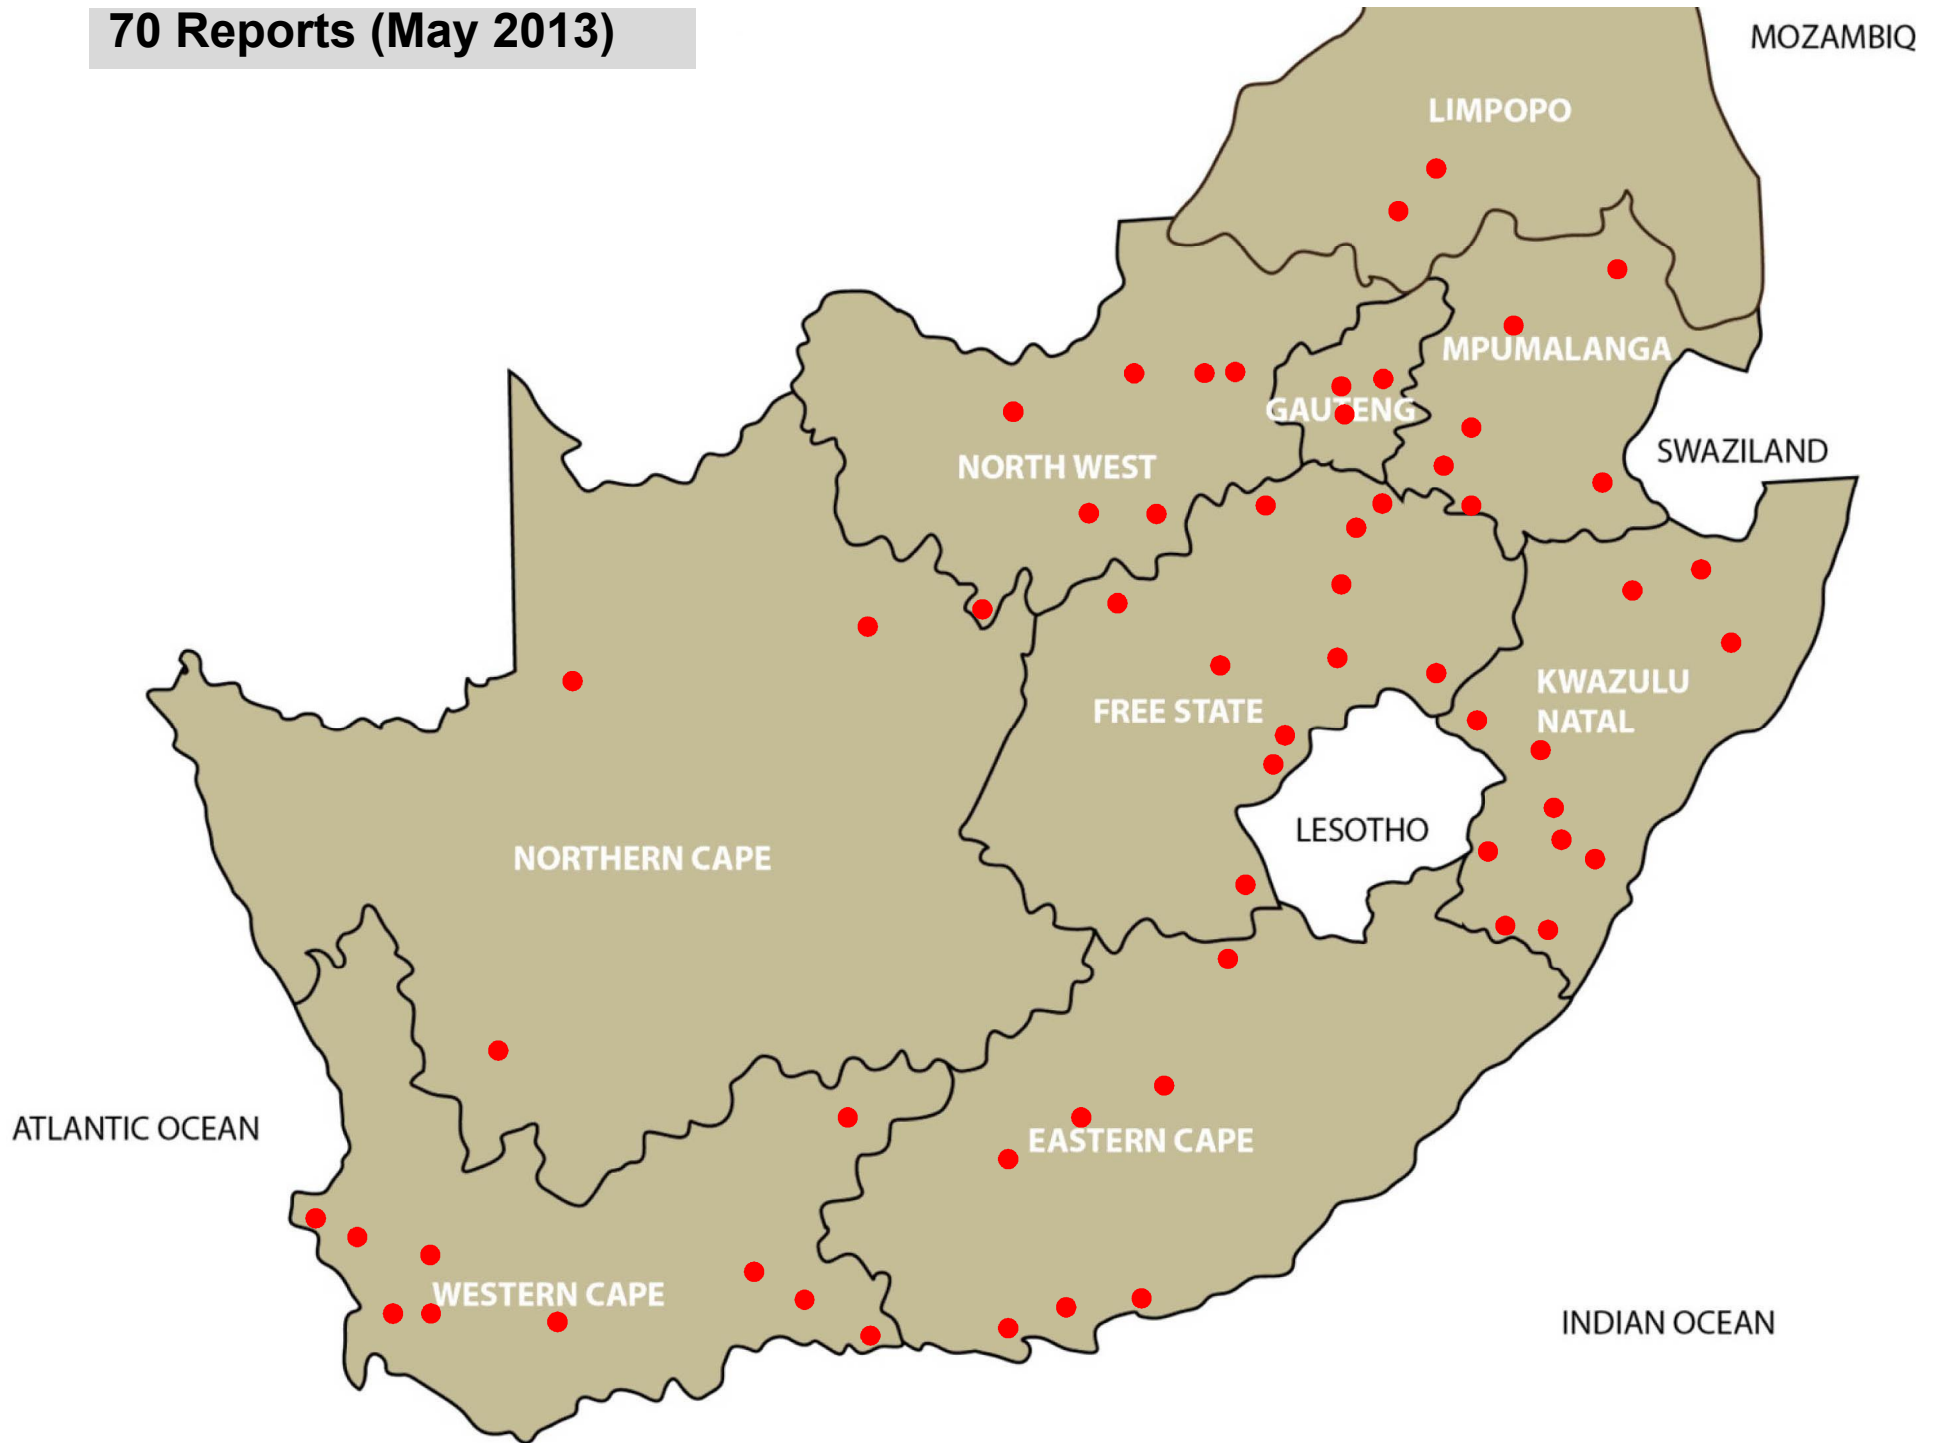 70 Reports (May 2013)
MOZAMBIQ
LIMPOPO
MPUMALANGA
GAUTENG
SWAZILAND
NORTH WEST
KWAZULU
NATAL
FREE STATE
LESOTHO
NORTHERN CAPE
ATLANTIC OCEAN
EASTERN CAPE
WESTERN CAPE
INDIAN OCEAN